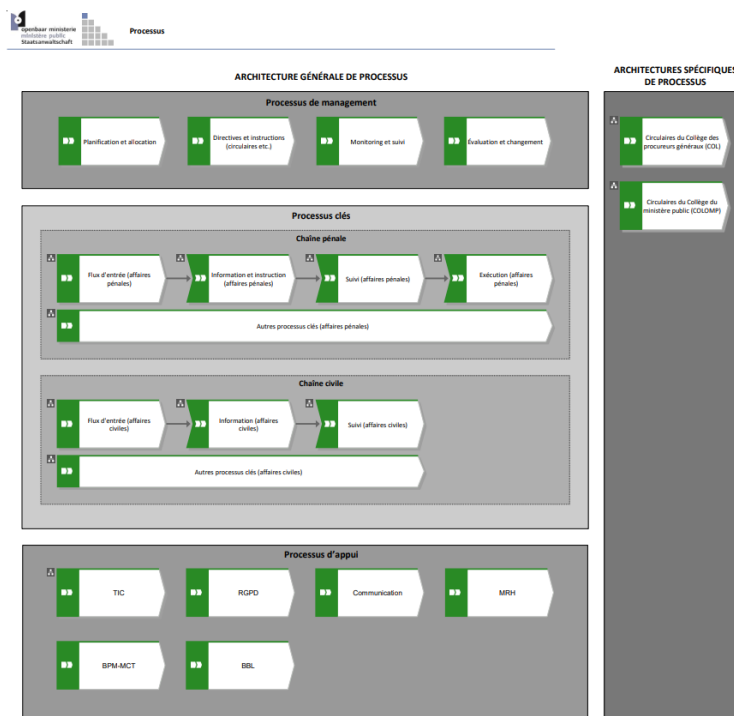 openbaar ministerie
ministère public
Staatsanwaltschaft
Processus
ARCHITECTURE GÉNÉRALE DE PROCESSUS
ARCHITECTURES SPÉCIFIQUES
DE PROCESSUS
Processus de management
Planification et allocation
Directives et instructions
(circulaires etc.)
Monitoring et suivi
Évaluation et changement
Circulaires du Collège des
procureurs généraux (COL)
Circulaires du Collège du
ministère public (COLOMP)
Processus clés
Chaîne pénale
Flux d'entrée (affaires
pénales)
Information et instruction
(affaires pénales)
Suivi (affaires pénales)
Exécution (affaires
pénales)
Autres processus clés (affaires pénales)
Chaîne civile
Flux d'entrée (affaires
civiles)
Information (affaires
civiles)
Suivi (affaires civiles)
Autres processus clés (affaires civiles)
Processus d'appui
TIC
RGPD
Communication
MRH
BPM-MCT
BBL